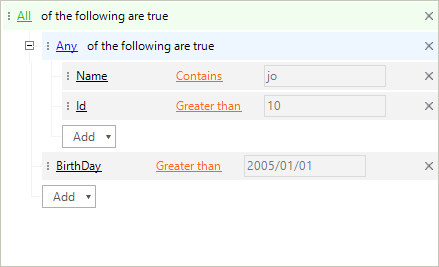 All of the following are true
Any of the following are true
Name Contains jo
Id Greater than 10
Add
BirthDay Greater than 2005/01/01
Add